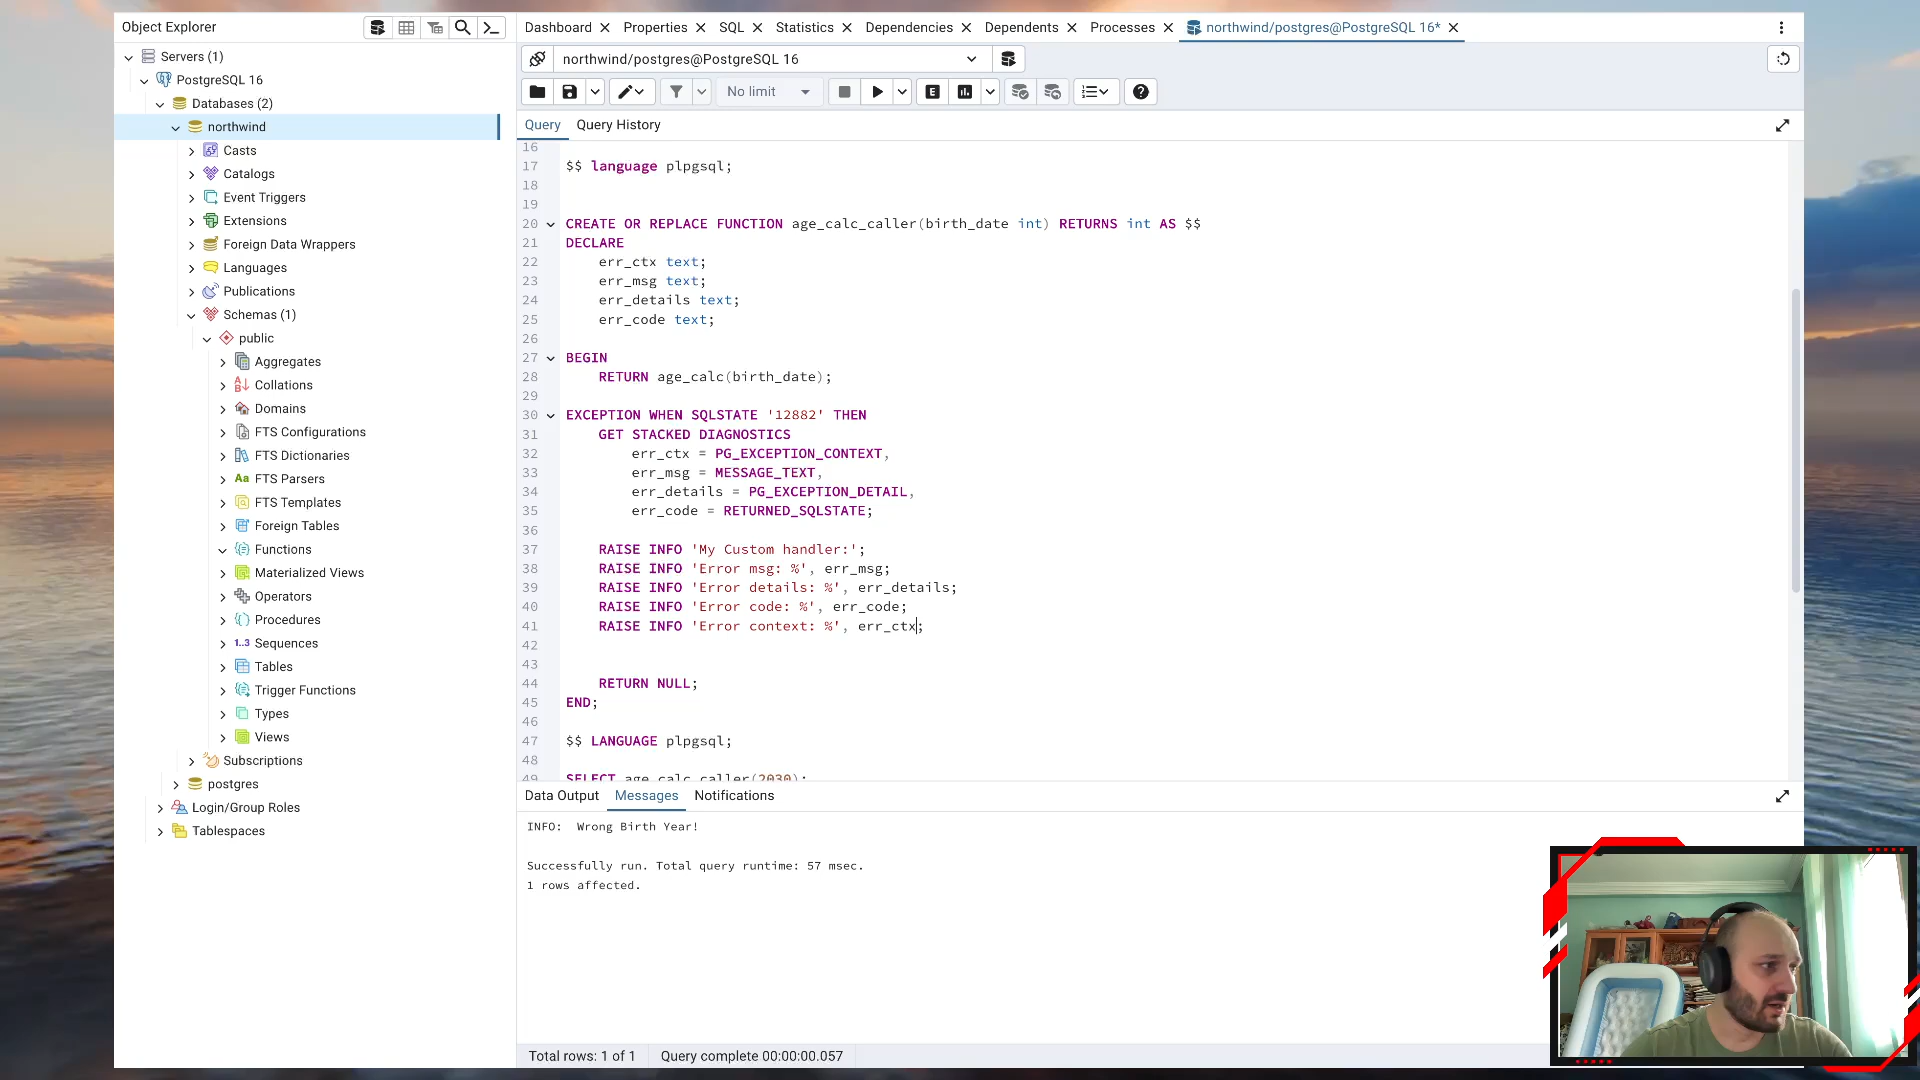 Object Explorer
Servers (1)
PostgreSQL 16
Databases (2)
northwind
Casts
Catalogs
Event Triggers
Extensions
Foreign Data Wrappers
Languages
Publications
Schemas (1)
public
Aggregates
Collations
Domains
FTS Configurations
FTS Dictionaries
Aa FTS Parsers
FTS Templates
Foreign Tables
Functions
Materialized Views
Operators
Procedures
1..3 Sequences
Tables
Trigger Functions
Types
Views
Subscriptions
postgres
Login/Group Roles
Tablespaces
Dashboard Properties SQL Statistics Dependencies Dependents Processes northwind/postgres@PostgreSQL 16*
northwind/postgres@PostgreSQL 16
No limit E
Query Query History
16
17 $$ language plpgsql;
18
19
20 CREATE OR REPLACE FUNCTION age_calc_caller(birth_date int) RETURNS int AS $$
21 DECLARE
22 err_ctx text;
23 err_msg text;
24 err_details text;
25 err_code text;
26
27 BEGIN
28 RETURN age_calc(birth_date);
29
30 EXCEPTION WHEN SQLSTATE '12882' THEN
31 GET STACKED DIAGNOSTICS
32 err_ctx = PG_EXCEPTION_CONTEXT,
33 err_msg = MESSAGE_TEXT,
34 err_details = PG_EXCEPTION_DETAIL,
35 err_code = RETURNED_SQLSTATE;
36
37 RAISE INFO 'My Custom handler:';
38 RAISE INFO 'Error msg: %', err_msg;
39 RAISE INFO 'Error details: %', err_details;
40 RAISE INFO 'Error code: %', err_code;
41 RAISE INFO 'Error context: %', err_ctx;
42
43
44 RETURN NULL;
45 END;
46
47 $$ LANGUAGE plpgsql;
48
49 SELECT age_calc_caller(2030);
Data Output Messages Notifications
INFO: Wrong Birth Year!
Successfully run. Total query runtime: 57 msec.
1 rows affected.
Total rows: 1 of 1 Query complete 00:00:00.057